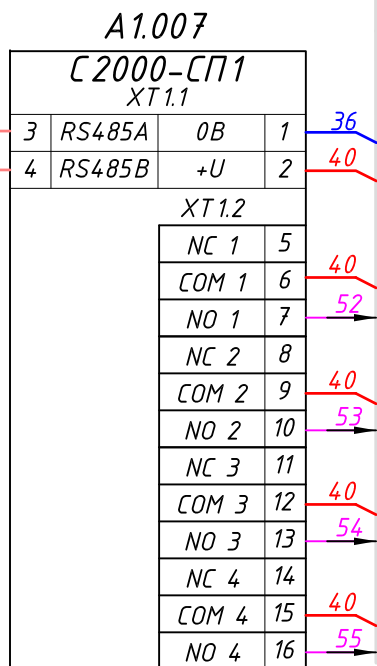 A1.007
С2000-СП1
XT1.1
3 RS485A 0В 1 36
4 RS485B +U 2 40
XT1.2
NC 1 5
COM 1 6 40
NO 1 7 52
NC 2 8
COM 2 9 40
NO 2 10 53
NC 3 11
COM 3 12 40
NO 3 13 54
NC 4 14
COM 4 15 40
NO 4 16 55